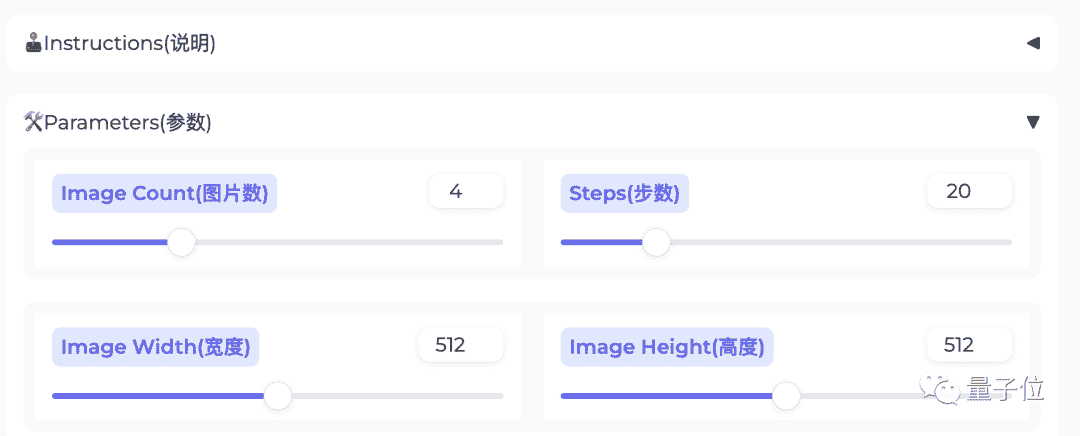 Instructions(说明)
Parameters(参数)
Image Count(图片数) 4
Steps(步数) 20
Image Width(宽度) 512
Image Height(高度) 512
量子位